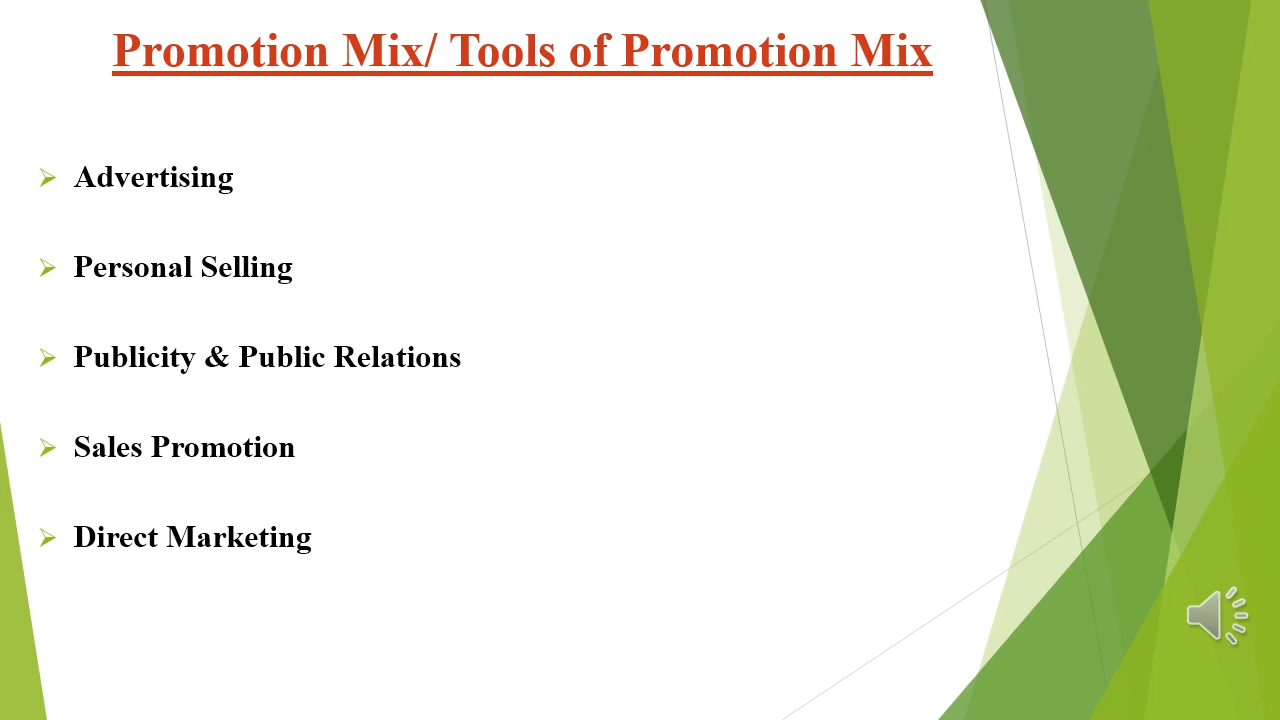 Promotion Mix/ Tools of Promotion Mix
Advertising
Personal Selling
Publicity & Public Relations
Sales Promotion
Direct Marketing